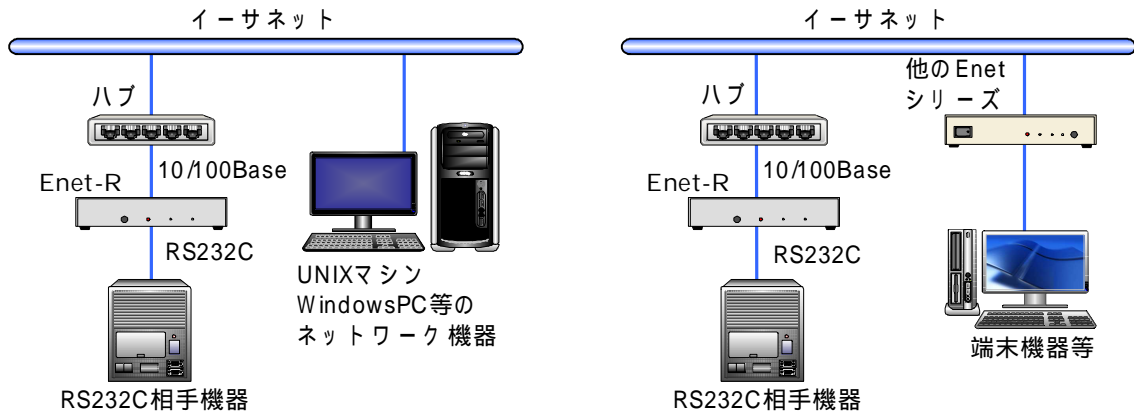 イーサネット
ハブ
10/100Base
Enet-R
RS232C
UNIXマシン
WindowsPC等の
ネットワーク機器
RS232C相手機器
イーサネット
他のEnet
シリーズ
ハブ
10/100Base
Enet-R
RS232C
端末機器等
RS232C相手機器